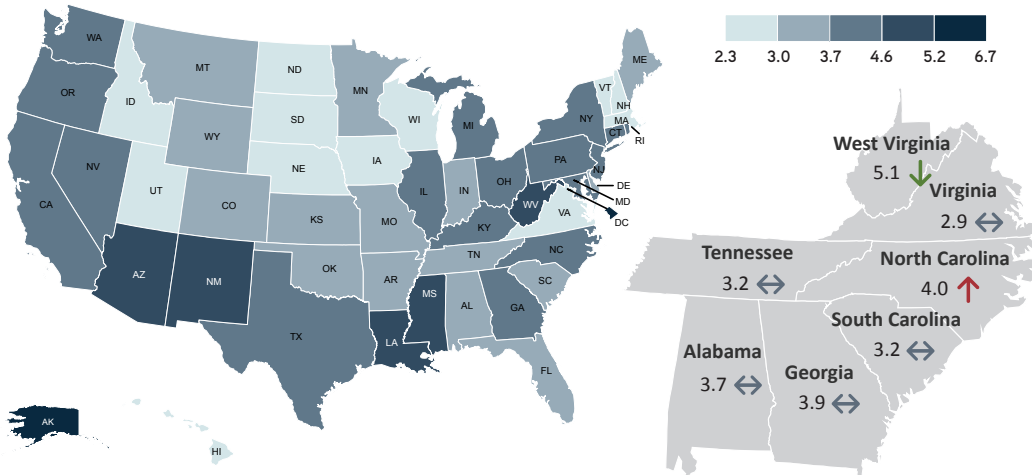 2.3 3.0 3.7 4.6 5.2 6.7
WA
OR
CA
NV
ID
MT
WY
UT
AZ
NM
CO
ND
SD
NE
KS
OK
TX
MN
IA
MO
AR
LA
WI
IL
MS
MI
IN
OH
KY
TN
AL
GA
FL
SC
NC
VA
WV
PA
NY
VT
NH
ME
MA
CT
RI
NJ
DE
MD
DC
AK
HI
West Virginia
5.1 ↓
Virginia
2.9 ↔
Tennessee
3.2 ↔
North Carolina
4.0 ↑
South Carolina
3.2 ↔
Alabama
3.7 ↔
Georgia
3.9 ↔